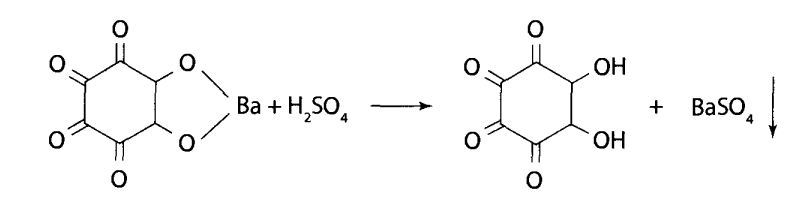 O O
O O O OH
Ba + H₂SO₄ ⟶ + BaSO₄ ↓
O O O OH
O O